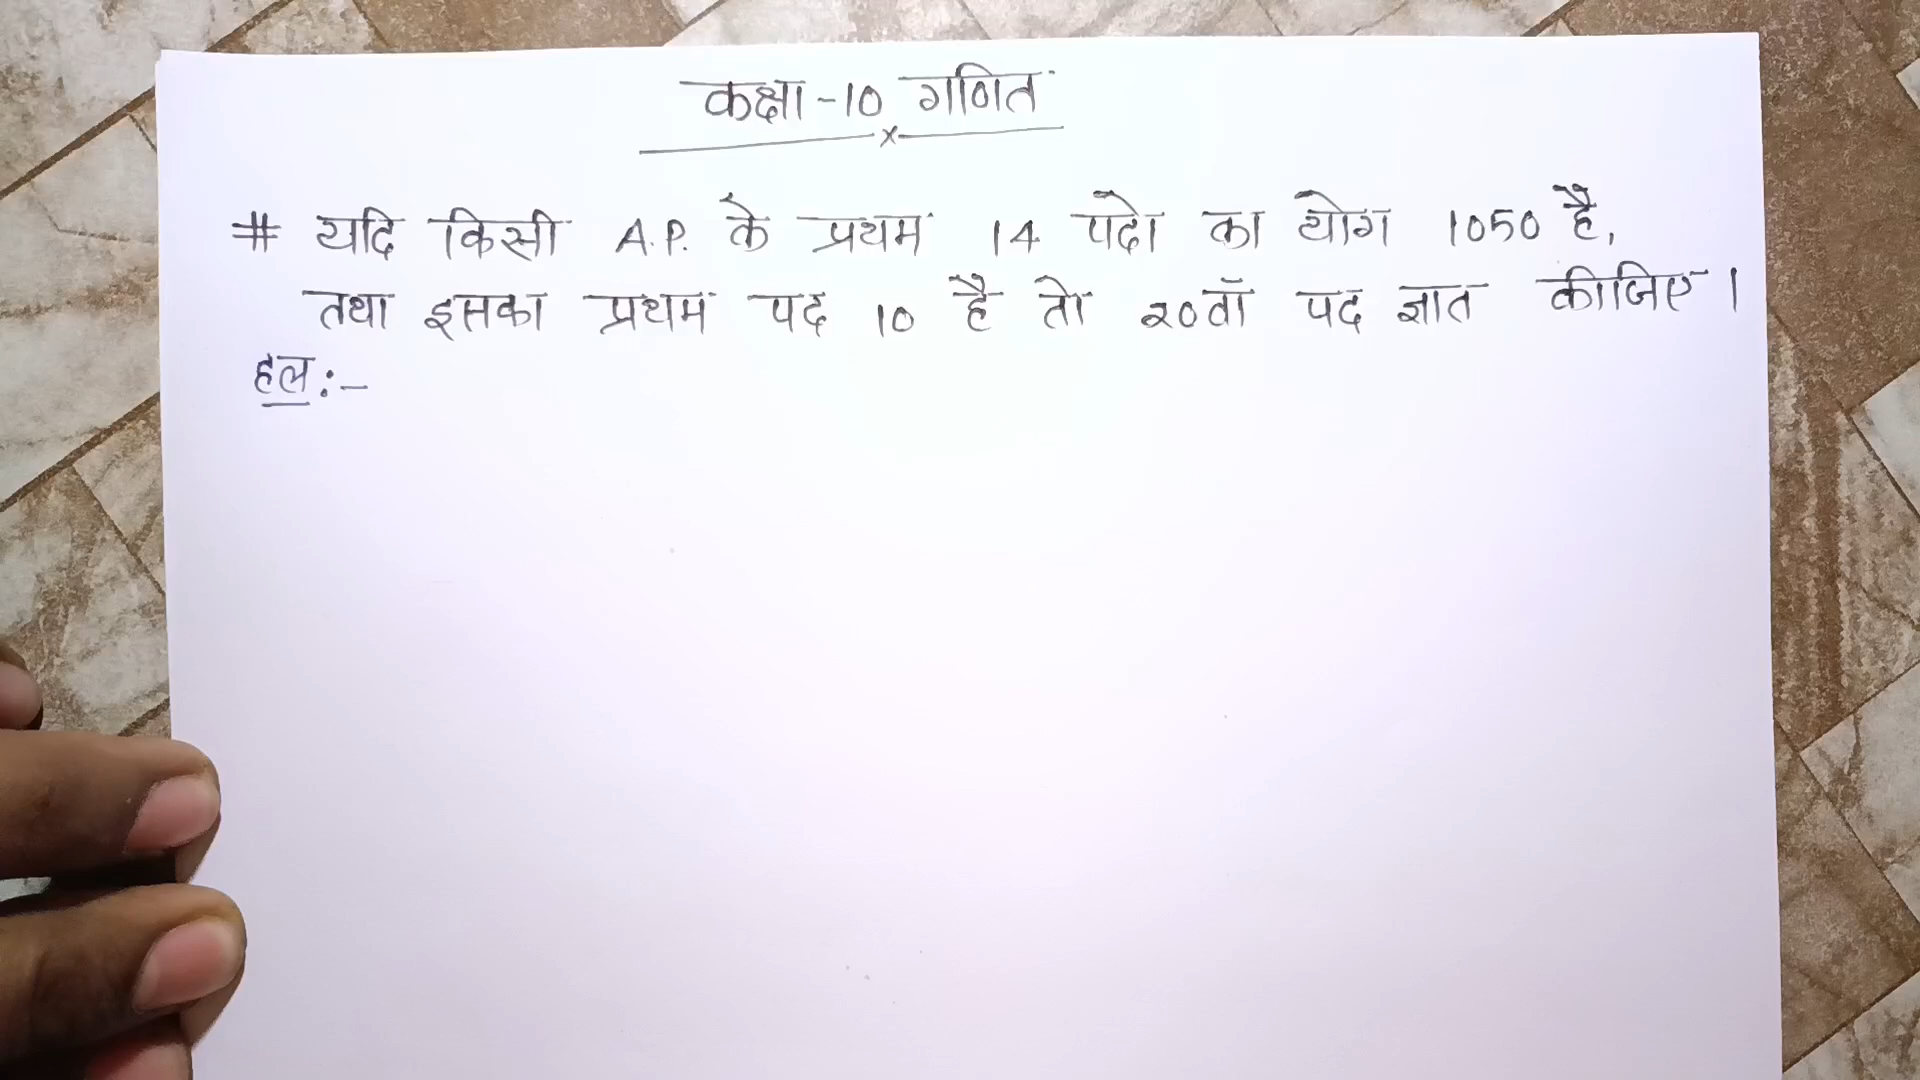 कक्षा -10 गणित
x
# यदि किसी A.P. के प्रथम 14 पदो का योग 1050 है,
तथा इसका प्रथम पद 10 है तो 20वाँ पद ज्ञात कीजिए।
हल:-